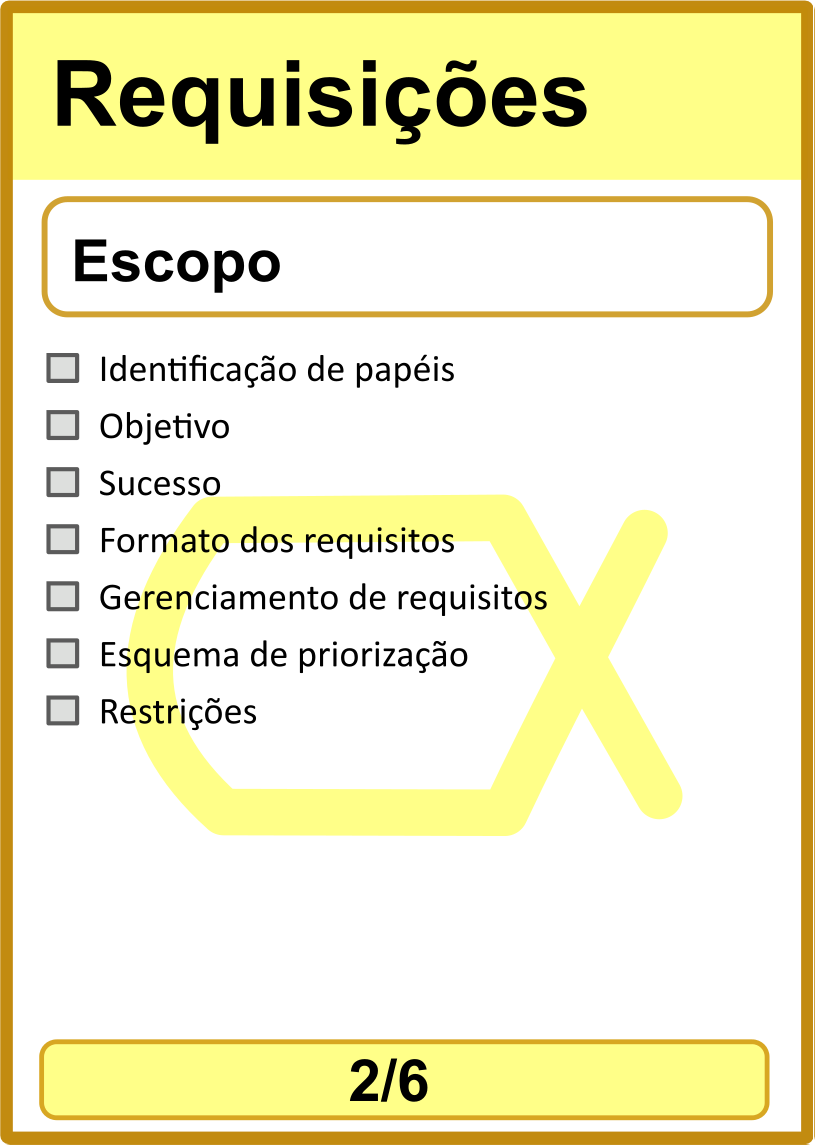 Requisições
Escopo
Identificação de papéis
Objetivo
Sucesso
Formato dos requisitos
Gerenciamento de requisitos
Esquema de priorização
Restrições
2/6